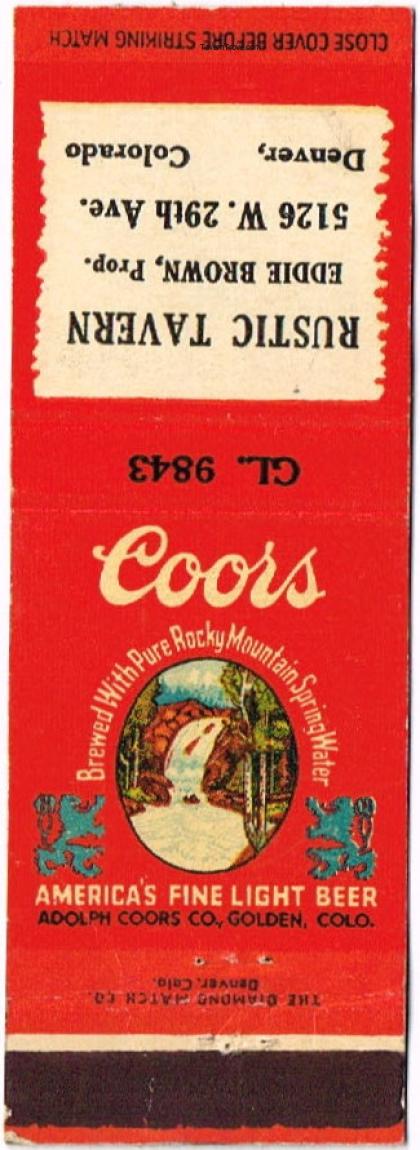 CLOSE COVER BEFORE STRIKING MATCH
RUSTIC TAVERN
EDDIE BROWN, Prop.
5126 W. 29th Ave.
Denver, Colorado
GL. 9843
Coors
Brewed With Pure Rocky Mountain Spring Water
AMERICA'S FINE LIGHT BEER
ADOLPH COORS CO., GOLDEN, COLO.
THE DIAMOND MATCH CO.
Denver, Colo.